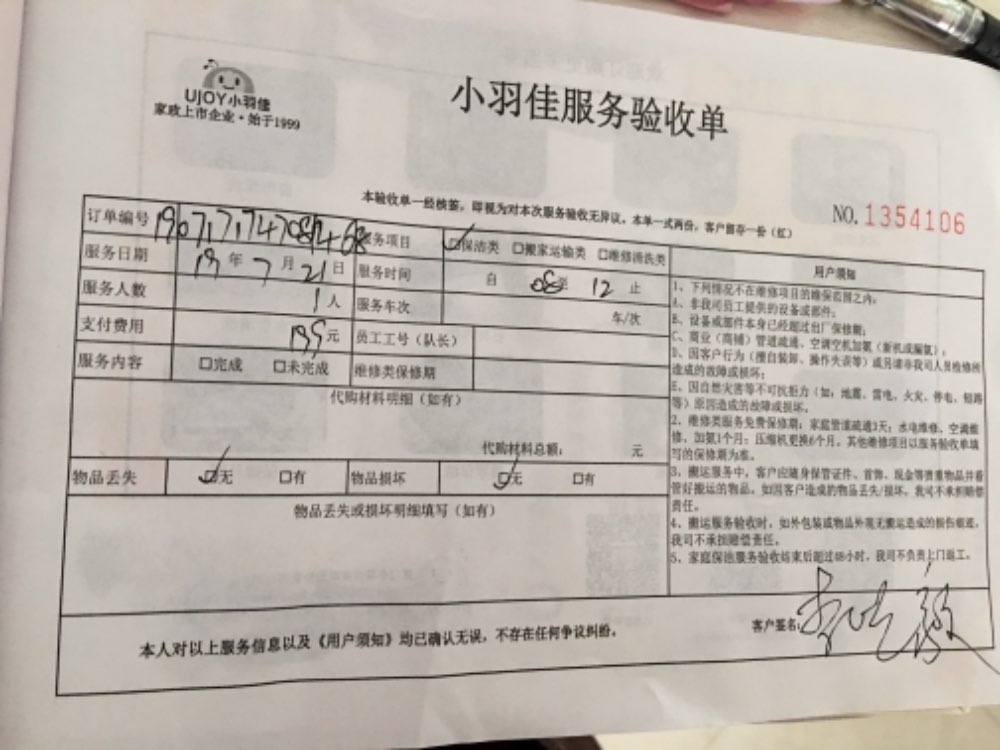 UJOY小羽佳
家政上市企业·始于1999
小羽佳服务验收单
本验收单一经核签，即视为对本次服务验收无异议，本单一式两份，客户留存一份（红）
NO.1354106
订单编号
服务项目 ☑保洁类 □搬家运输类 □维修清洗类
服务日期 19年7月21日
服务时间 自 08 至 12 止
服务人数 1人
服务车次 车/次
支付费用 195元
员工工号（队长）
服务内容 □完成 □未完成
维修类保修期
代购材料明细（如有）
代购材料总额： 元
物品丢失 ☑无 □有
物品损坏 ☑无 □有
物品丢失或损坏明细填写（如有）
用户须知
1、下列情况不在维修项目的维保范围之内：
A、非我司员工提供的设备或部件；
B、设备或部件本身已经超过出厂保修期；
C、商业（商铺）管道疏通、空调空机加氟（新机或漏氟）；
D、因客户行为（擅自装卸、操作失误等）或另请非我司人员检修所
造成的故障或损坏；
E、因自然灾害等不可抗拒力（如：地震、雷电、火灾、停电、短路
等）原因造成的故障或损坏。
2、维修类服务免费保修期：家庭管道疏通3天；水电维修、空调维
修、加氟1个月；压缩机更换6个月。其他维修项目以服务验收单填
写的保修期为准。
3、搬运服务中，客户应随身保管证件、首饰、现金等贵重物品并看
管好搬运的物品。如因客户造成的物品丢失/损坏，我司不承担赔偿
责任。
4、搬运服务验收时，如外包装或物品外观无搬运造成的损伤痕迹，
我司不承担赔偿责任。
5、家庭保洁服务验收结束后超过48小时，我司不负责上门返工。
客户签名：
本人对以上服务信息以及《用户须知》均已确认无误，不存在任何争议纠纷。